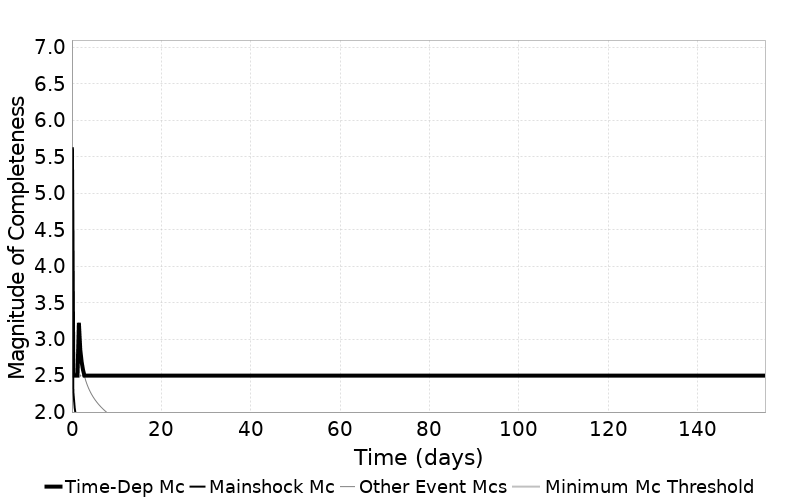 7.0
6.5
6.0
5.5
5.0
4.5
4.0
3.5
3.0
2.5
2.0
Magnitude of Completeness
0 20 40 60 80 100 120 140
Time (days)
Time-Dep Mc Mainshock Mc Other Event Mcs Minimum Mc Threshold